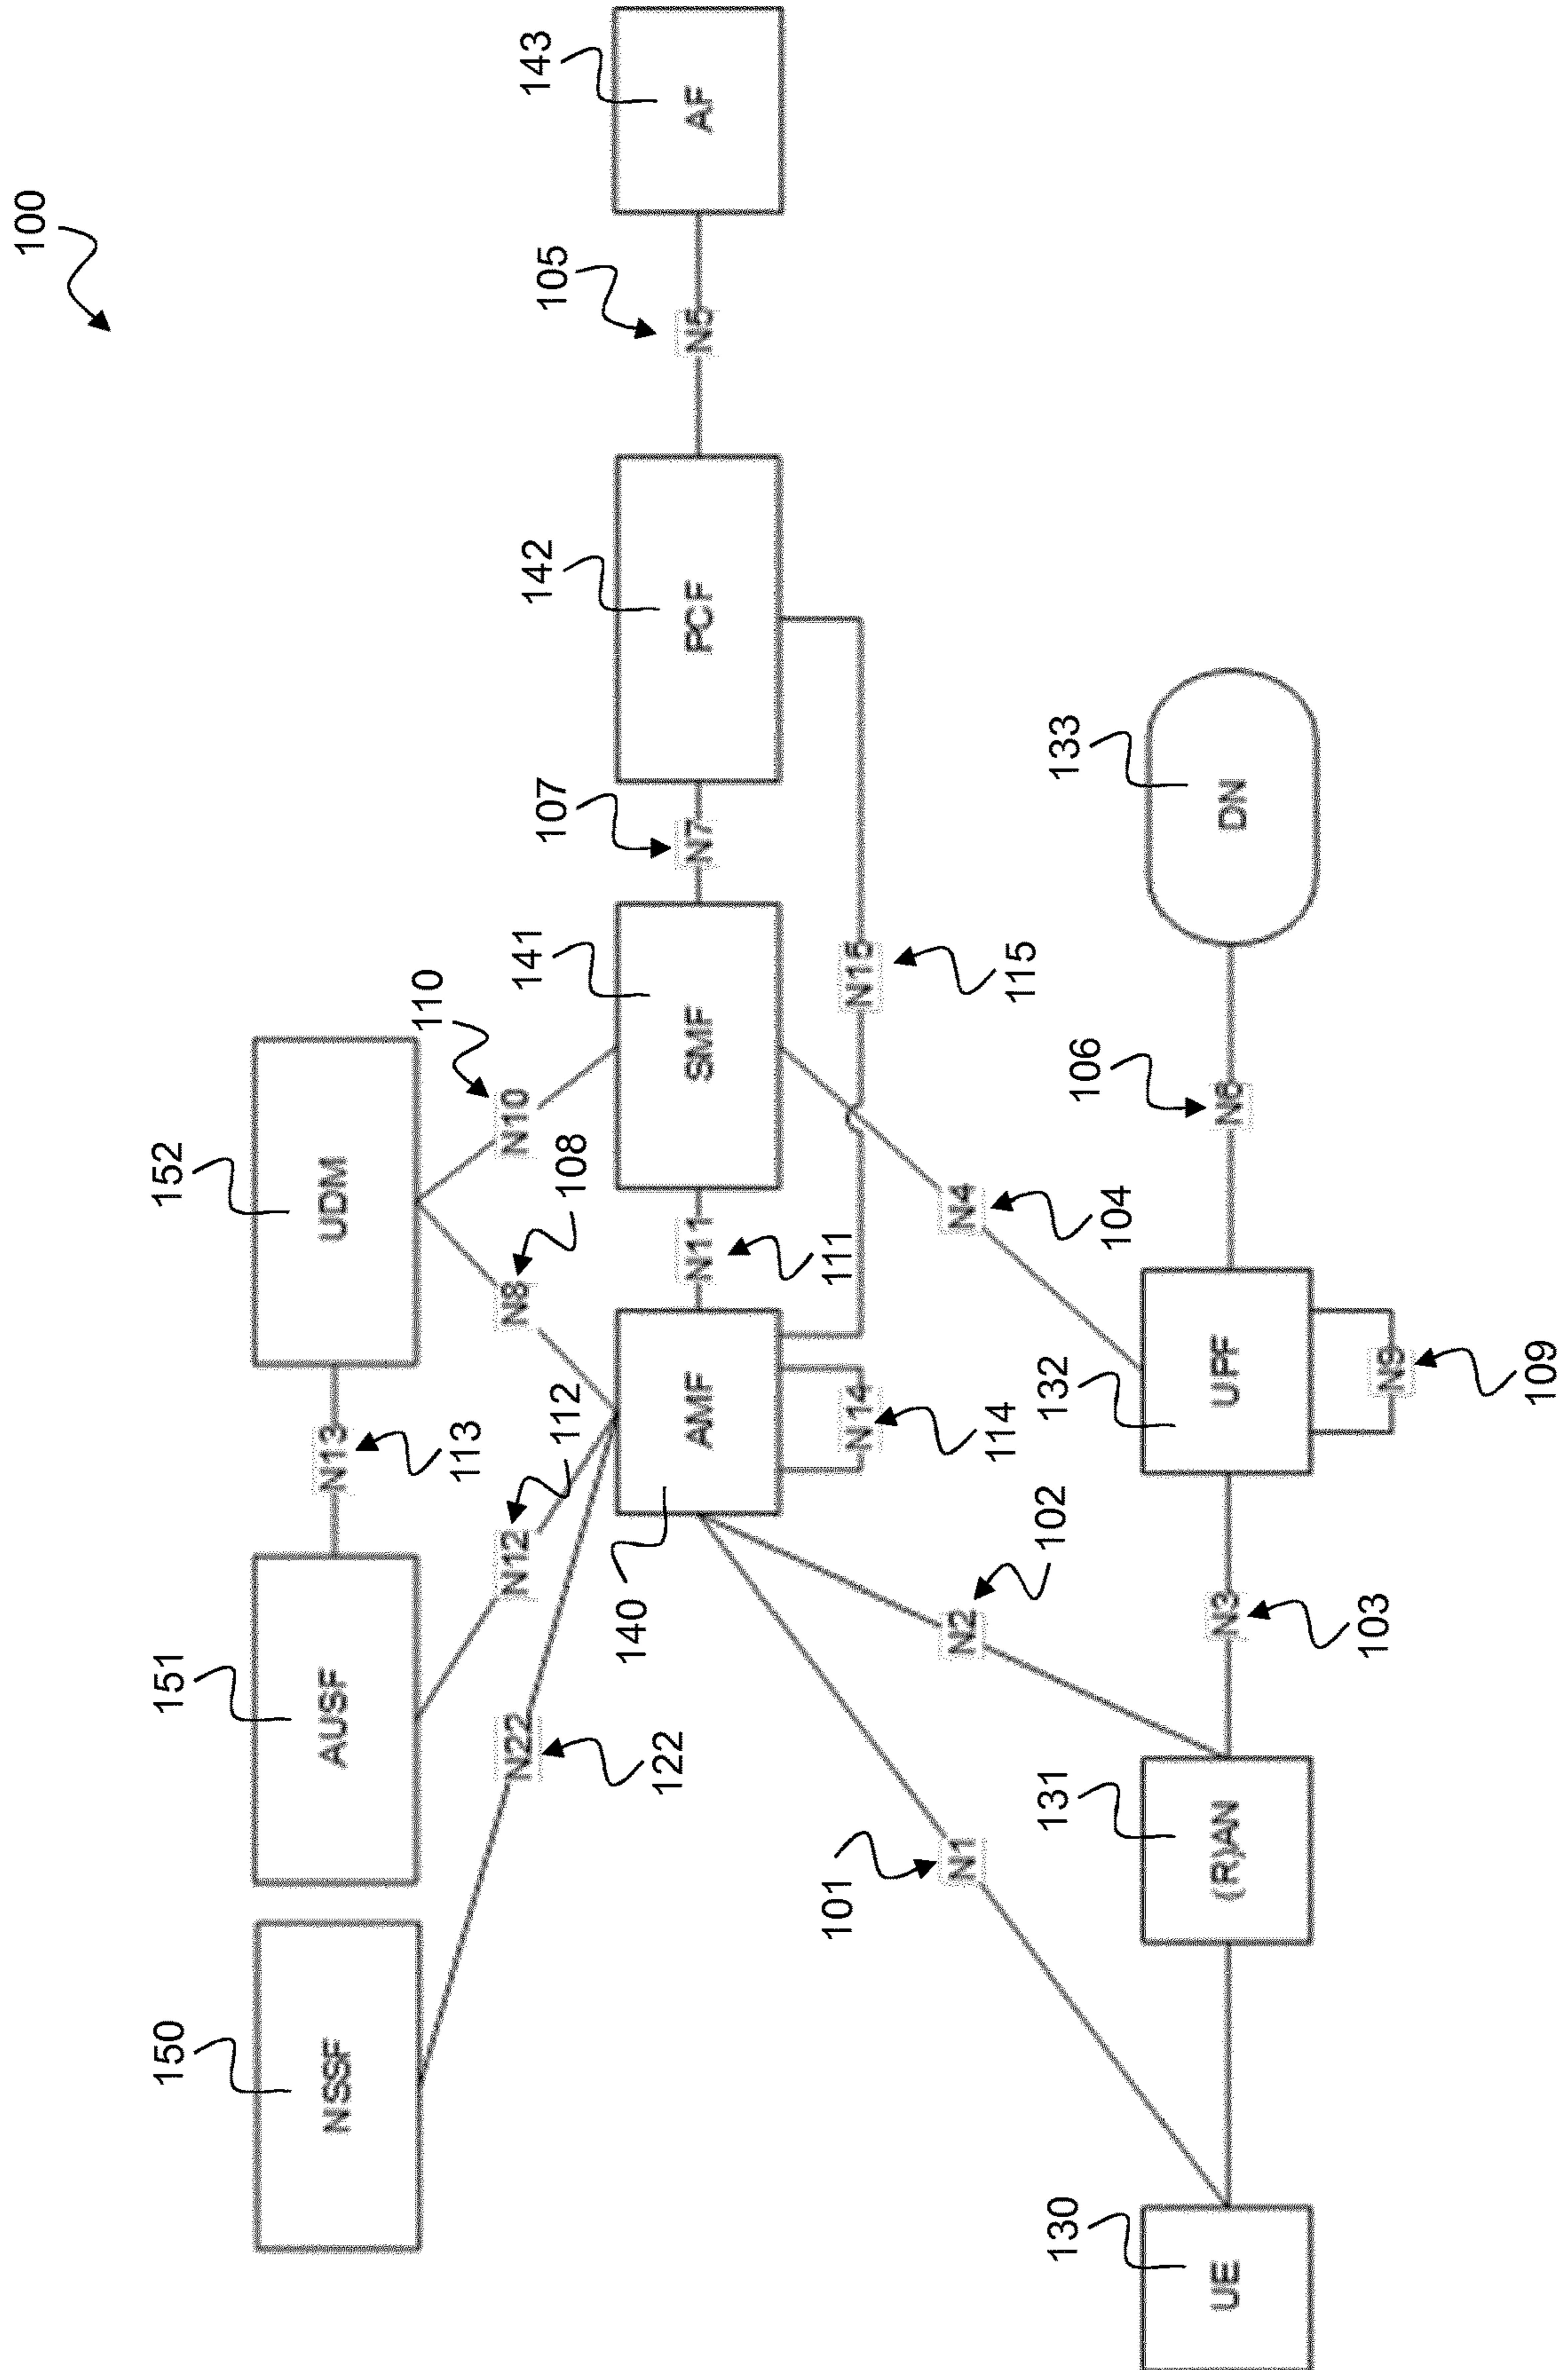 100
150
151
152
NSSF
AUSF
N13
UDM
113
N22
N12
N8
N10
122
112
108
110
140
141
142
143
AMF
N11
SMF
N7
PCF
N5
AF
111
107
105
N14
N15
114
115
101
N1
102
N2
N4
104
130
131
132
106
133
UE
(R)AN
N3
UPF
N6
DN
103
N9
109